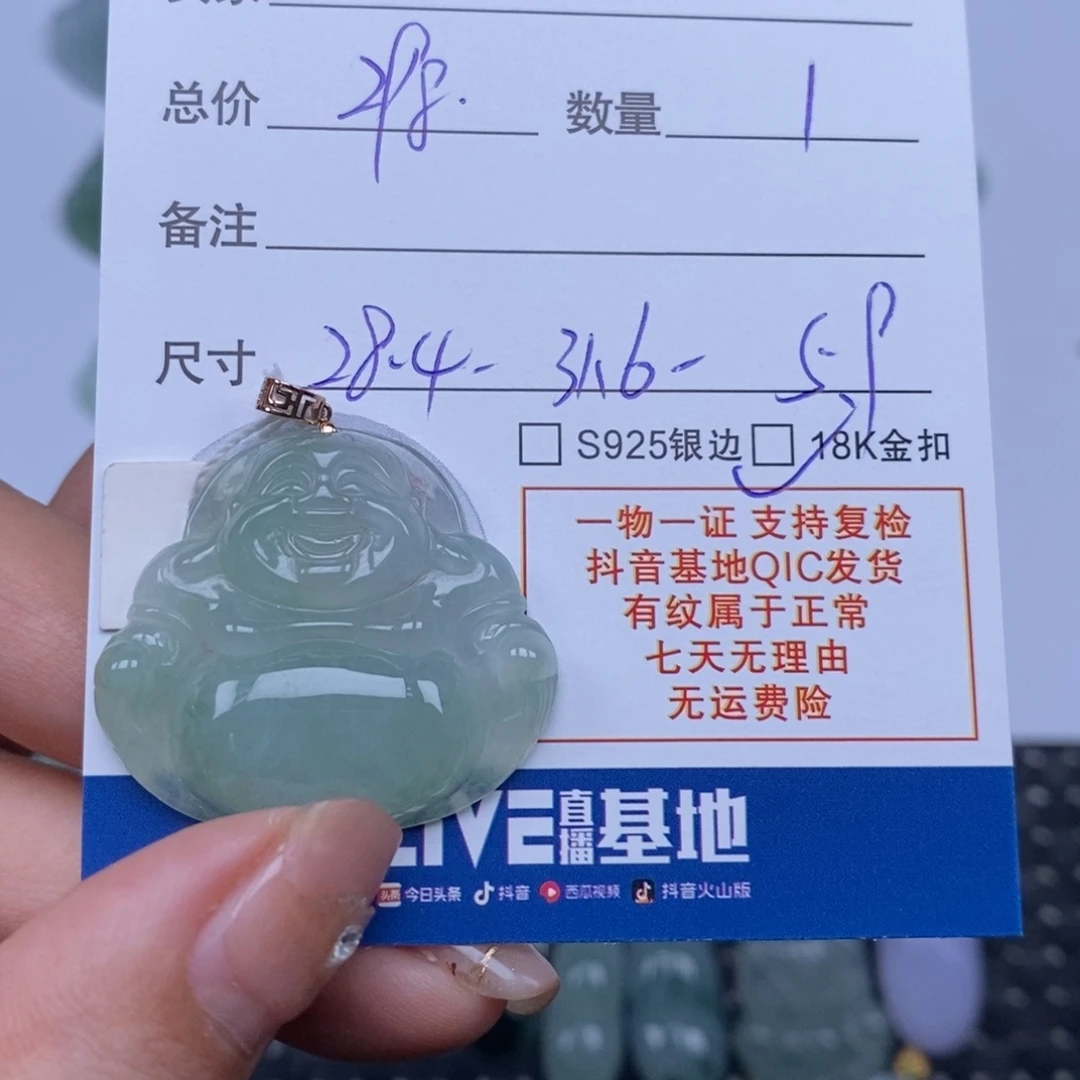 总价 298. 数量 1
备注
尺寸 28.4- 31.6- 5.9
S925银边 18K金扣
一物一证 支持复检
抖音基地QIC发货
有纹属于正常
七天无理由
无运费险
LIVE直播基地
头条 今日头条 抖音 西瓜视频 抖音火山版